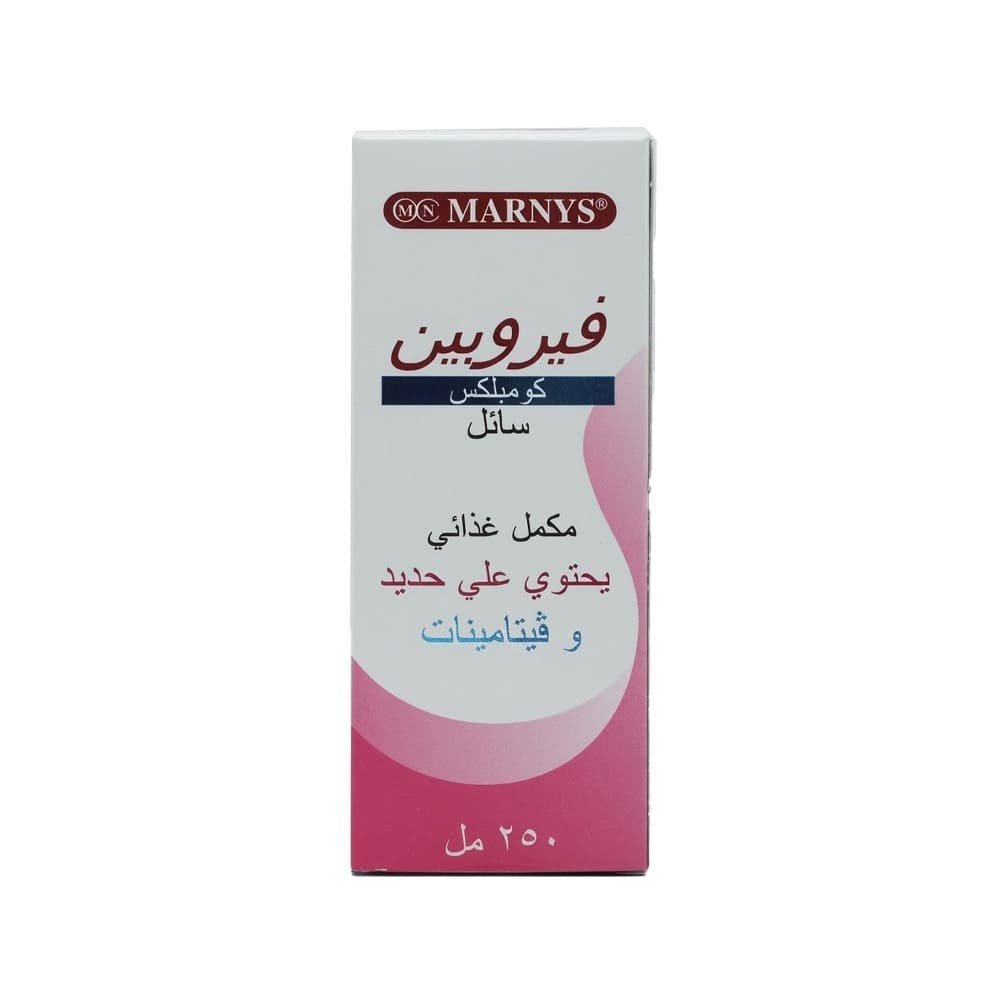 MN MARNYS®
فيروبين
كومبلكس
سائل
مكمل غذائي
يحتوي علي حديد
و ڤيتامينات
٢٥٠ مل